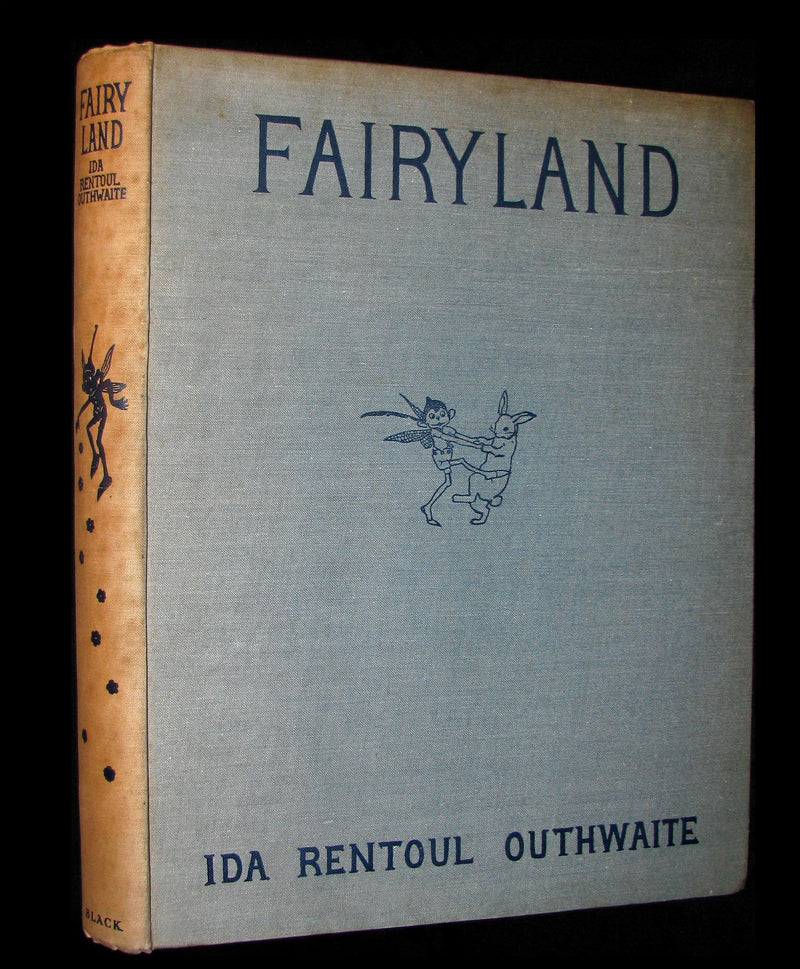 FAIRY
LAND
IDA
RENTOUL
OUTHWAITE
BLACK
FAIRYLAND
IDA RENTOUL OUTHWAITE